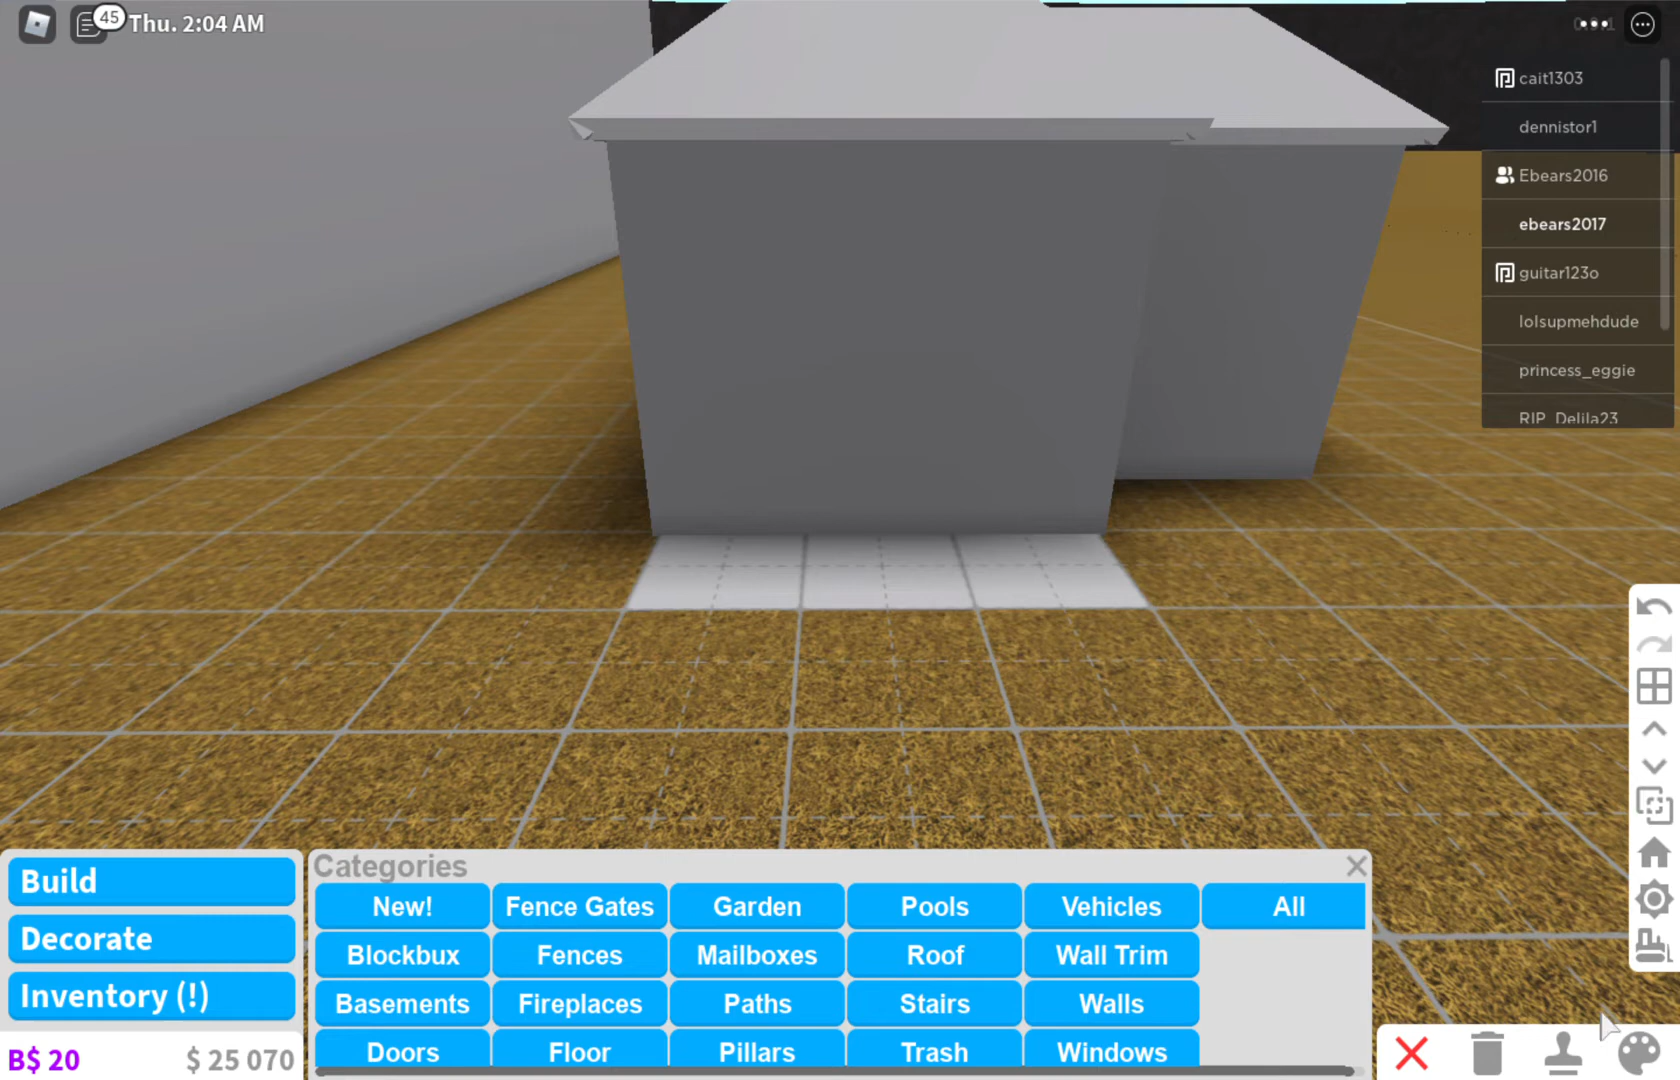 45 Thu. 2:04 AM
cait1303
dennistor1
Ebears2016
ebears2017
guitar123o
lolsupmehdude
princess_eggie
RIP_Delila23
Build
Decorate
Inventory (!)
B$ 20 $ 25 070
Categories
New! Fence Gates Garden Pools Vehicles All
Blockbux Fences Mailboxes Roof Wall Trim
Basements Fireplaces Paths Stairs Walls
Doors Floor Pillars Trash Windows